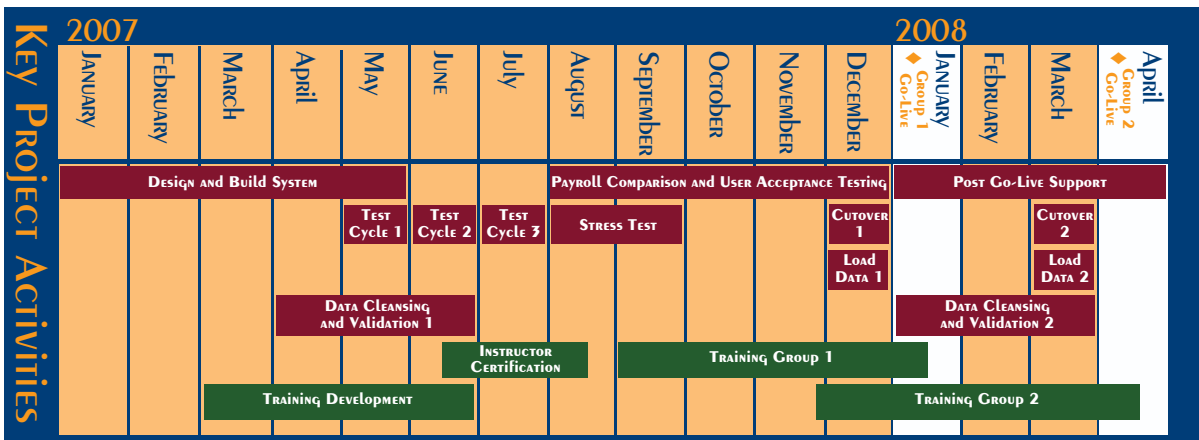 Key Project Activities
2007
2008
January
February
March
April
May
June
July
August
September
October
November
December
January
◆ Group 1
Go-Live
February
March
April
◆ Group 2
Go-Live
Design and Build System
Payroll Comparison and User Acceptance Testing
Post Go-Live Support
Test
Cycle 1
Test
Cycle 2
Test
Cycle 3
Stress Test
Cutover
1
Cutover
2
Load
Data 1
Load
Data 2
Data Cleansing
and Validation 1
Data Cleansing
and Validation 2
Instructor
Certification
Training Group 1
Training Development
Training Group 2